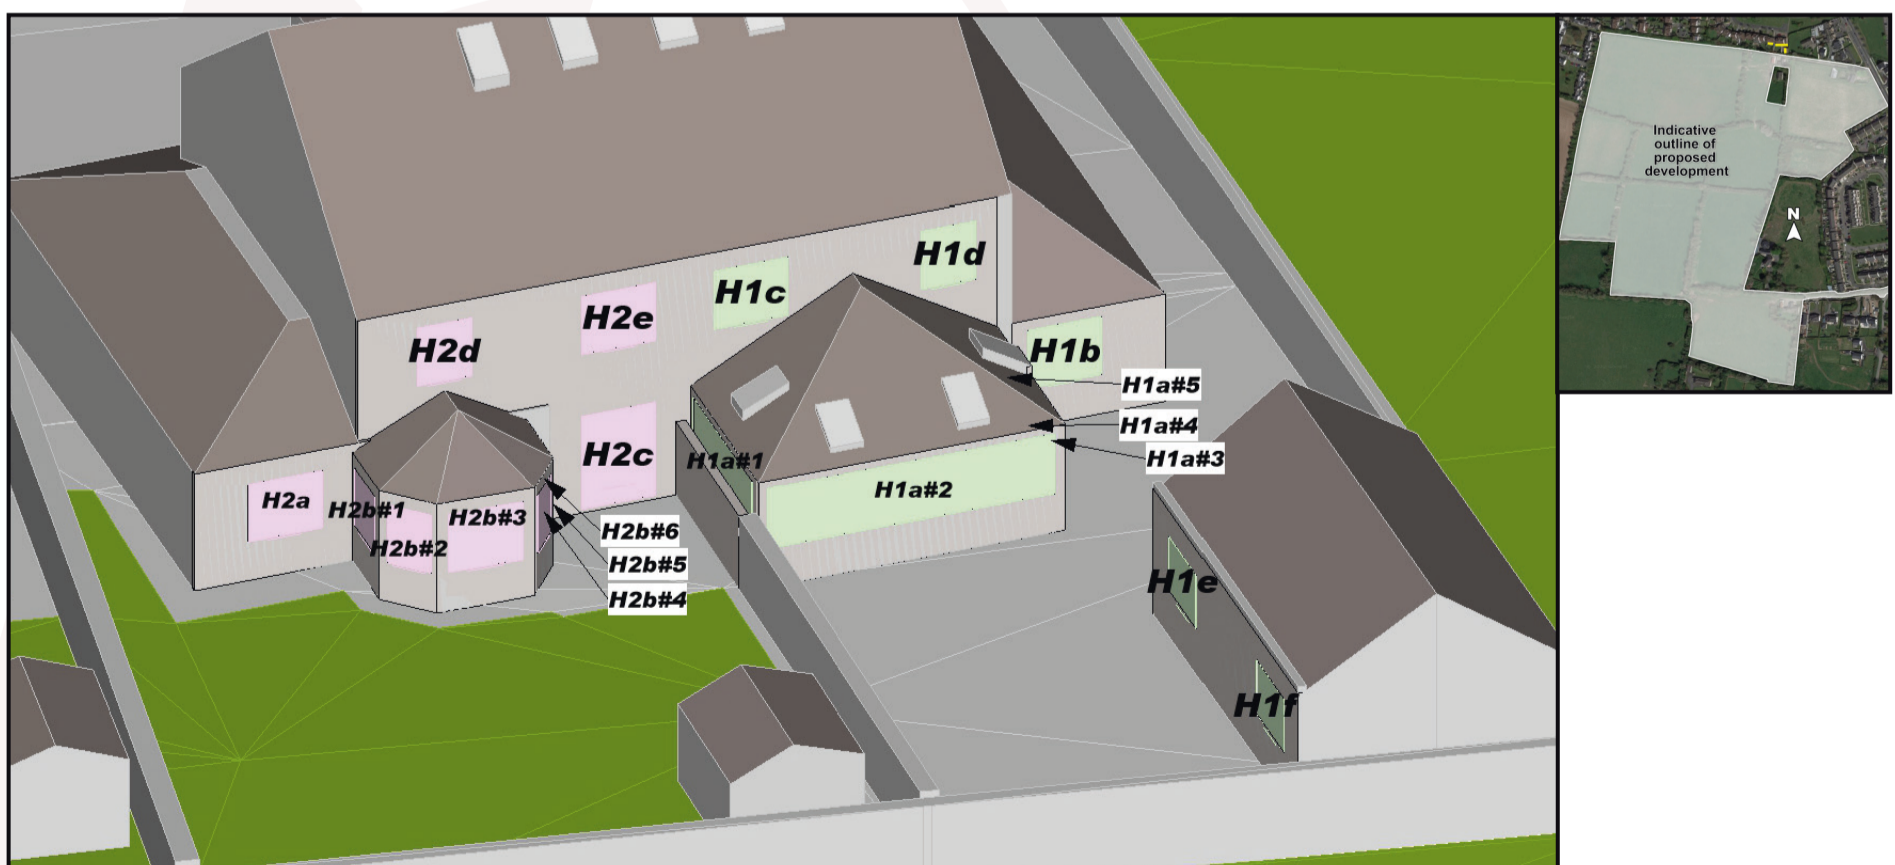 H1d
H1c
H2e
H2d
H1b
H1a#5
H1a#4
H1a#3
H2c
H1a#1
H1a#2
H2a
H2b#1
H2b#3
H2b#2
H2b#6
H2b#5
H2b#4
H1e
H1f
Indicative
outline of
proposed
development
N